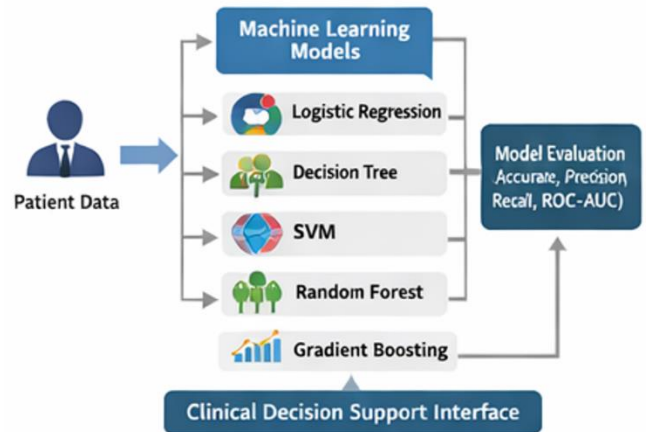 Machine Learning
Models
Logistic Regression
Decision Tree
SVM
Random Forest
Gradient Boosting
Patient Data
Model Evaluation
Accurate, Precision,
Recall, ROC-AUC)
Clinical Decision Support Interface